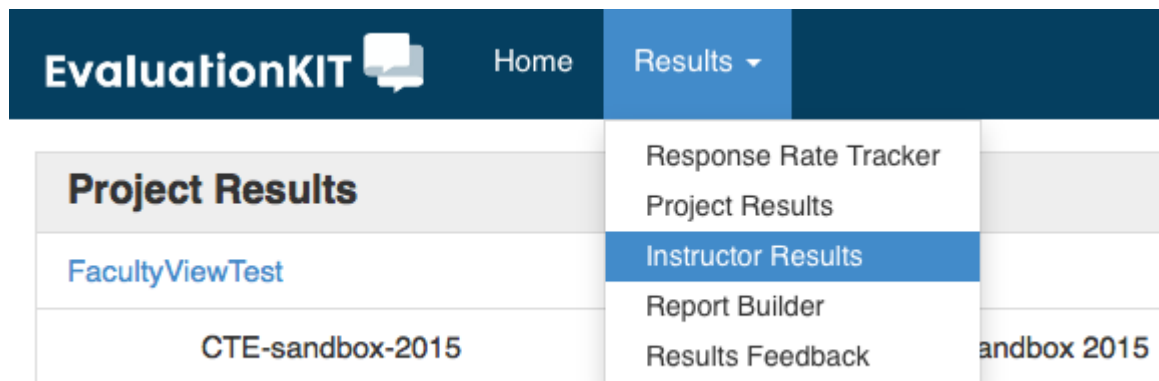 EvaluationKIT Home Results
Response Rate Tracker
Project Results
Project Results
Instructor Results
FacultyViewTest
Report Builder
CTE-sandbox-2015
Results Feedback
andbox 2015